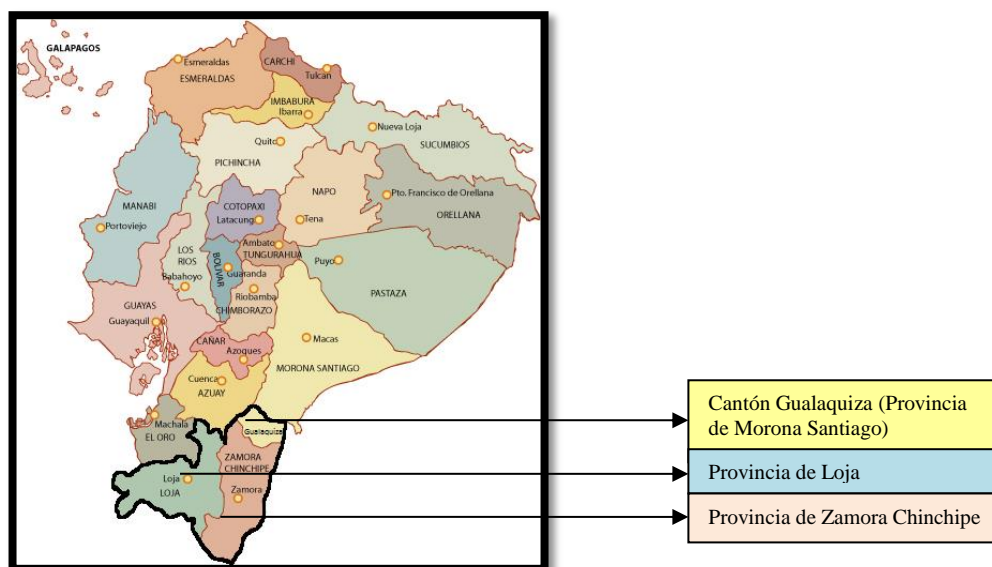 GALAPAGOS
Esmeraldas
ESMERALDAS
CARCHI
Tulcan
IMBABURA
Ibarra
Nueva Loja
SUCUMBIOS
Quito
PICHINCHA
NAPO
Pto. Francisco de Orellana
ORELLANA
MANABI
Portoviejo
COTOPAXI
Latacung
Tena
LOS
RIOS
Babahoyo
BOLIVAR
Guaranda
Ambato
TUNGURAHUA
Puyo
PASTAZA
Riobamba
CHIMBORAZO
GUAYAS
Guayaquil
Macas
CAÑAR
Azogues
MORONA SANTIAGO
Cuenca
AZUAY
Machala
EL ORO
Gualaquiza
ZAMORA
CHINCHIPE
Loja
LOJA
Zamora
Cantón Gualaquiza (Provincia
de Morona Santiago)
Provincia de Loja
Provincia de Zamora Chinchipe